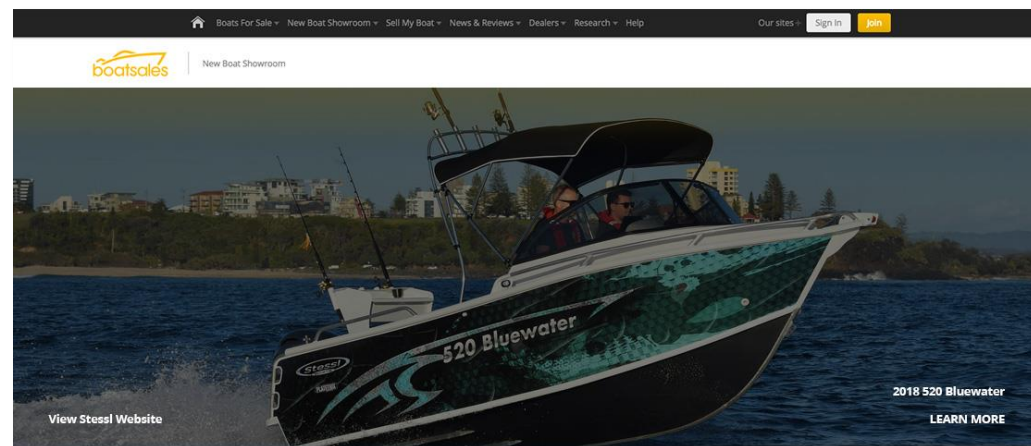 Boats For Sale New Boat Showroom Sell My Boat News & Reviews Dealers Research Help Our sites Sign In Join
boatsales New Boat Showroom
520 Bluewater
Stessl
2018 520 Bluewater
View Stessl Website LEARN MORE